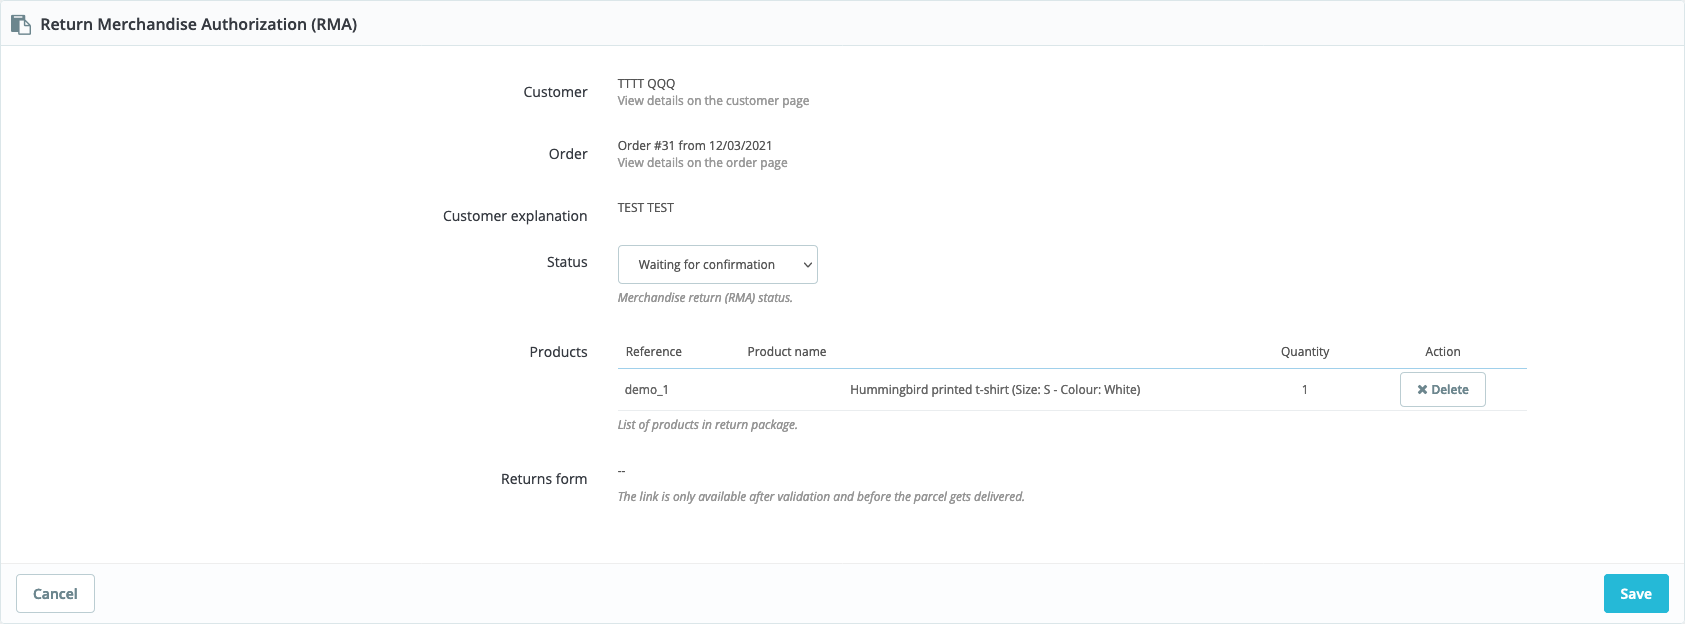 Return Merchandise Authorization (RMA)
Customer
TTTT QQQ
View details on the customer page
Order
Order #31 from 12/03/2021
View details on the order page
Customer explanation
TEST TEST
Status
Waiting for confirmation
Merchandise return (RMA) status.
Products
Reference Product name Quantity Action
demo_1 Hummingbird printed t-shirt (Size: S - Colour: White) 1 Delete
List of products in return package.
Returns form
--
The link is only available after validation and before the parcel gets delivered.
Cancel Save